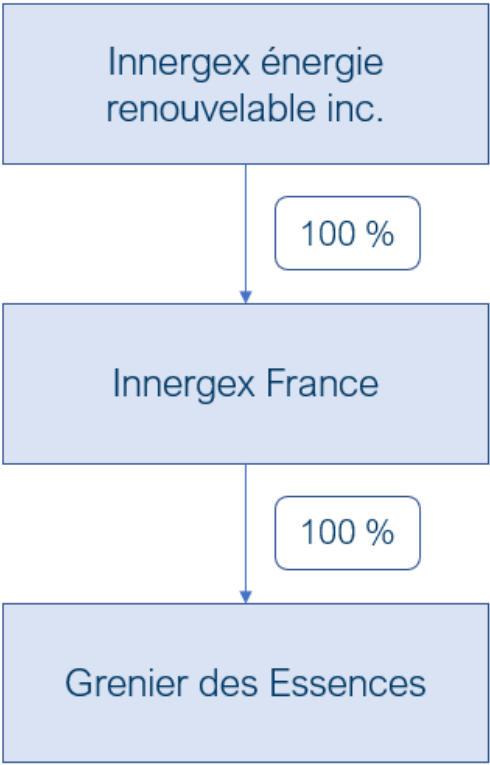 Innergex énergie
renouvelable inc.
100 %
Innergex France
100 %
Grenier des Essences